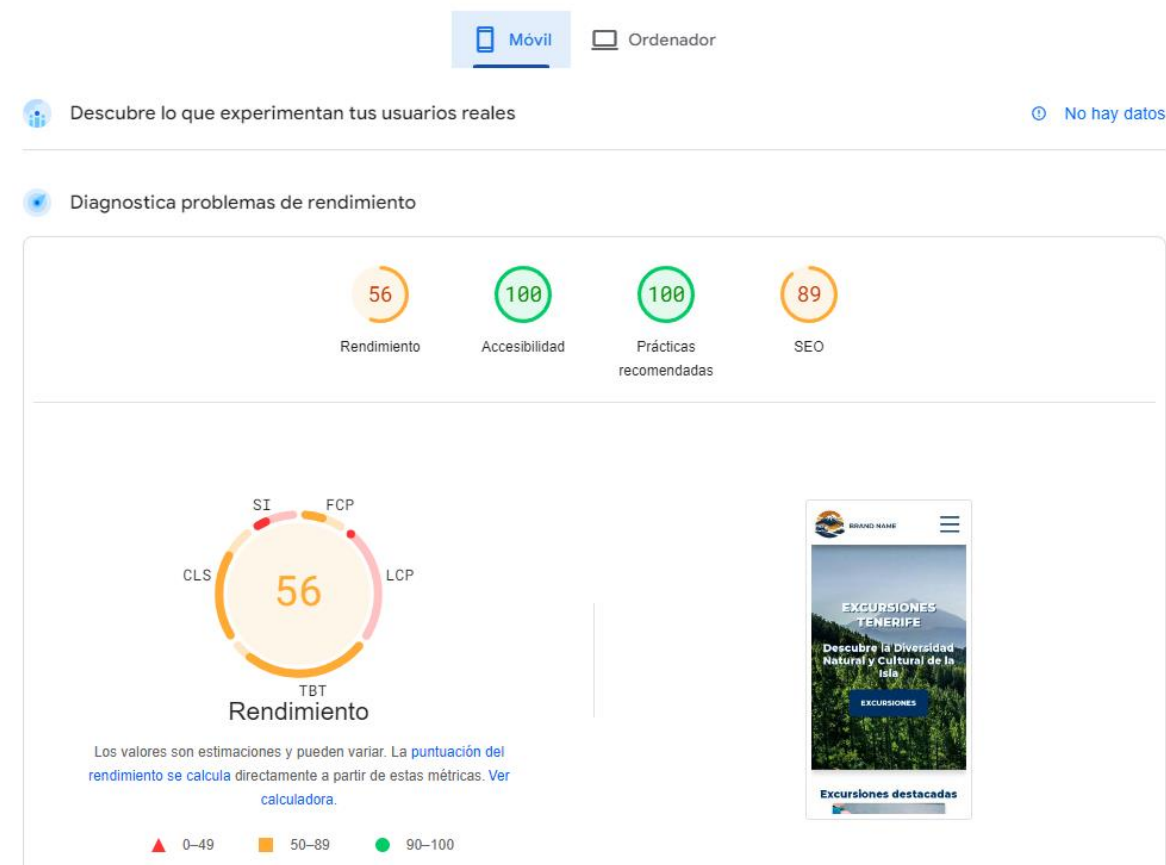 Móvil
Ordenador
Descubre lo que experimentan tus usuarios reales
No hay datos
Diagnostica problemas de rendimiento
56
100
100
89
Rendimiento
Accesibilidad
Prácticas
recomendadas
SEO
SI
FCP
CLS
LCP
56
TBT
Rendimiento
Los valores son estimaciones y pueden variar. La puntuación del
rendimiento se calcula directamente a partir de estas métricas. Ver
calculadora.
0–49
50–89
90–100
BRAND NAME
EXCURSIONES
TENERIFE
Descubre la Diversidad
Natural y Cultural de la
Isla
EXCURSIONES
Excursiones destacadas